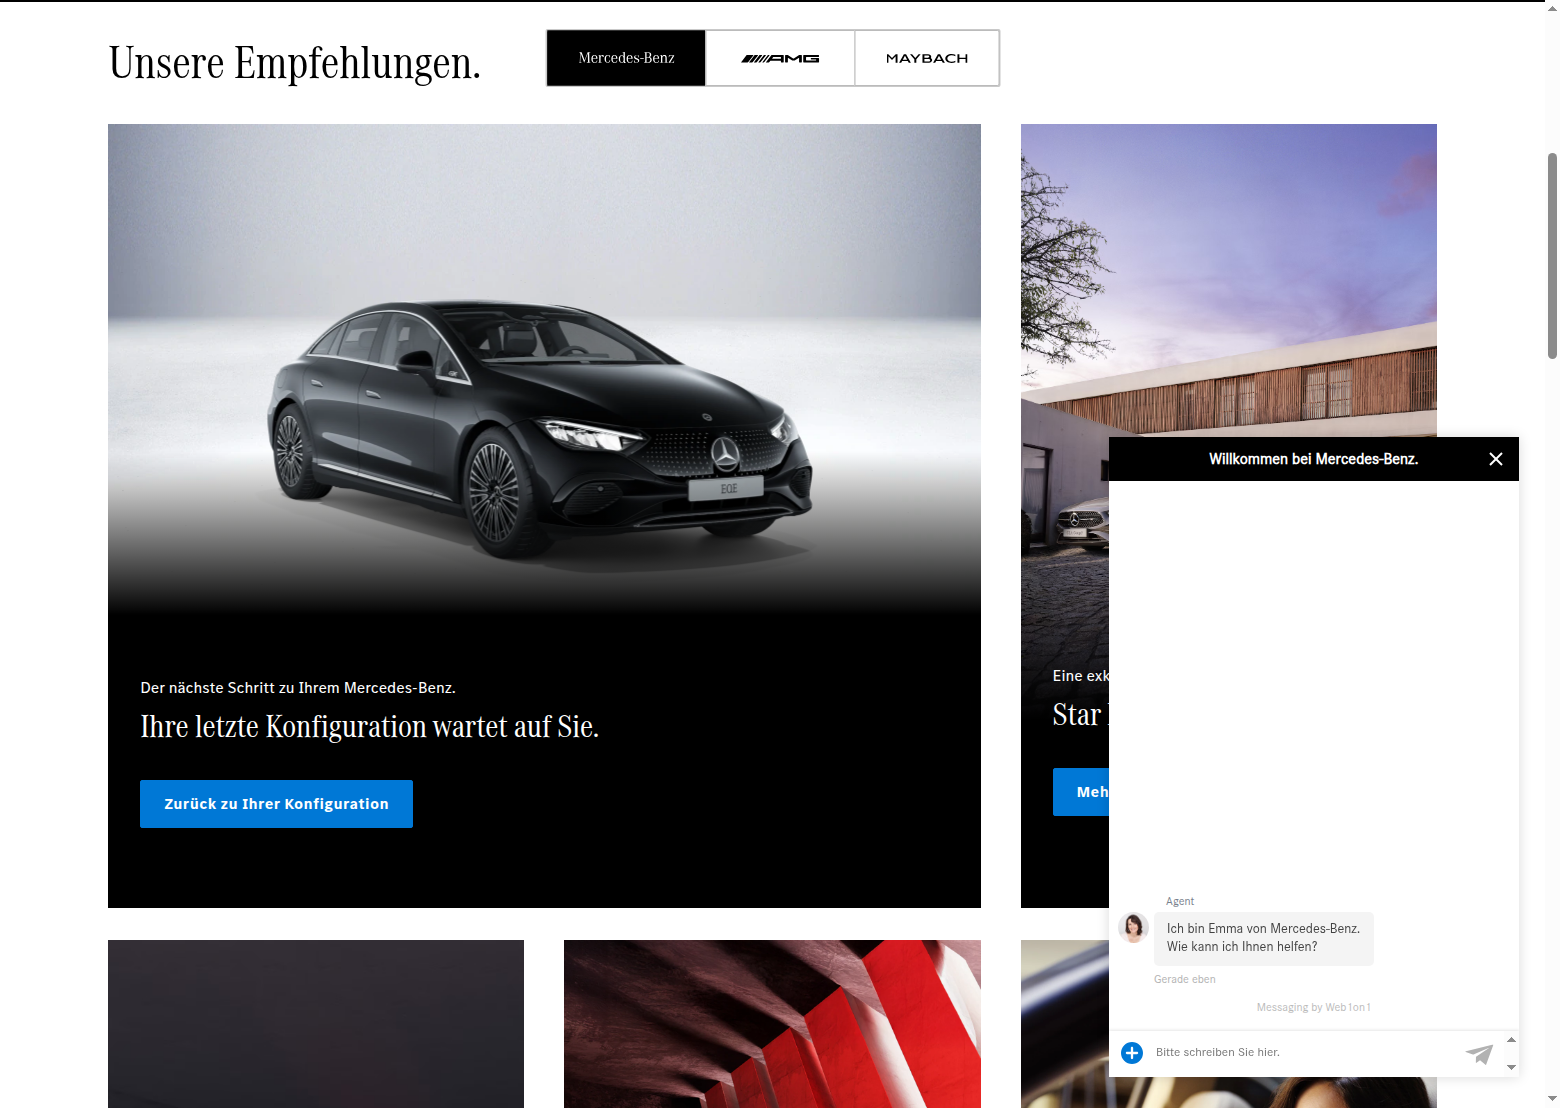 Unsere Empfehlungen.
Mercedes-Benz
AMG
MAYBACH
EQE
Der nächste Schritt zu Ihrem Mercedes-Benz.
Ihre letzte Konfiguration wartet auf Sie.
Zurück zu Ihrer Konfiguration
Eine exk
Star
Meh
Willkommen bei Mercedes-Benz.
Agent
Ich bin Emma von Mercedes-Benz.
Wie kann ich Ihnen helfen?
Gerade eben
Messaging by Web1on1
Bitte schreiben Sie hier.